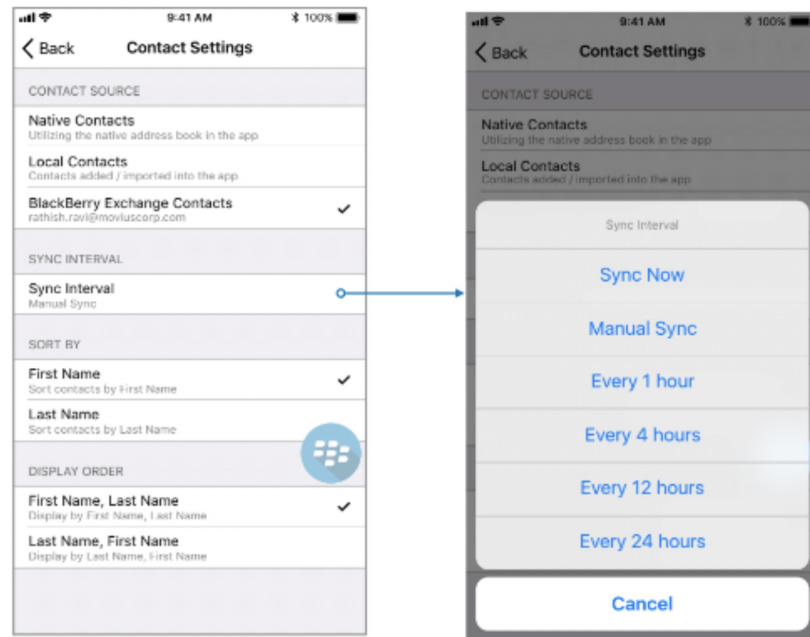 9:41 AM
100%
Back
Contact Settings
CONTACT SOURCE
Native Contacts
Utilizing the native address book in the app
Local Contacts
Contacts added / imported into the app
BlackBerry Exchange Contacts
rathish.ravi@moviuscorp.com
SYNC INTERVAL
Sync Interval
Manual Sync
SORT BY
First Name
Sort contacts by First Name
Last Name
Sort contacts by Last Name
DISPLAY ORDER
First Name, Last Name
Display by First Name, Last Name
Last Name, First Name
Display by Last Name, First Name
9:41 AM
100%
Back
Contact Settings
CONTACT SOURCE
Native Contacts
Utilizing the native address book in the app
Local Contacts
Contacts added / imported into the app
Sync Interval
Sync Now
Manual Sync
Every 1 hour
Every 4 hours
Every 12 hours
Every 24 hours
Cancel